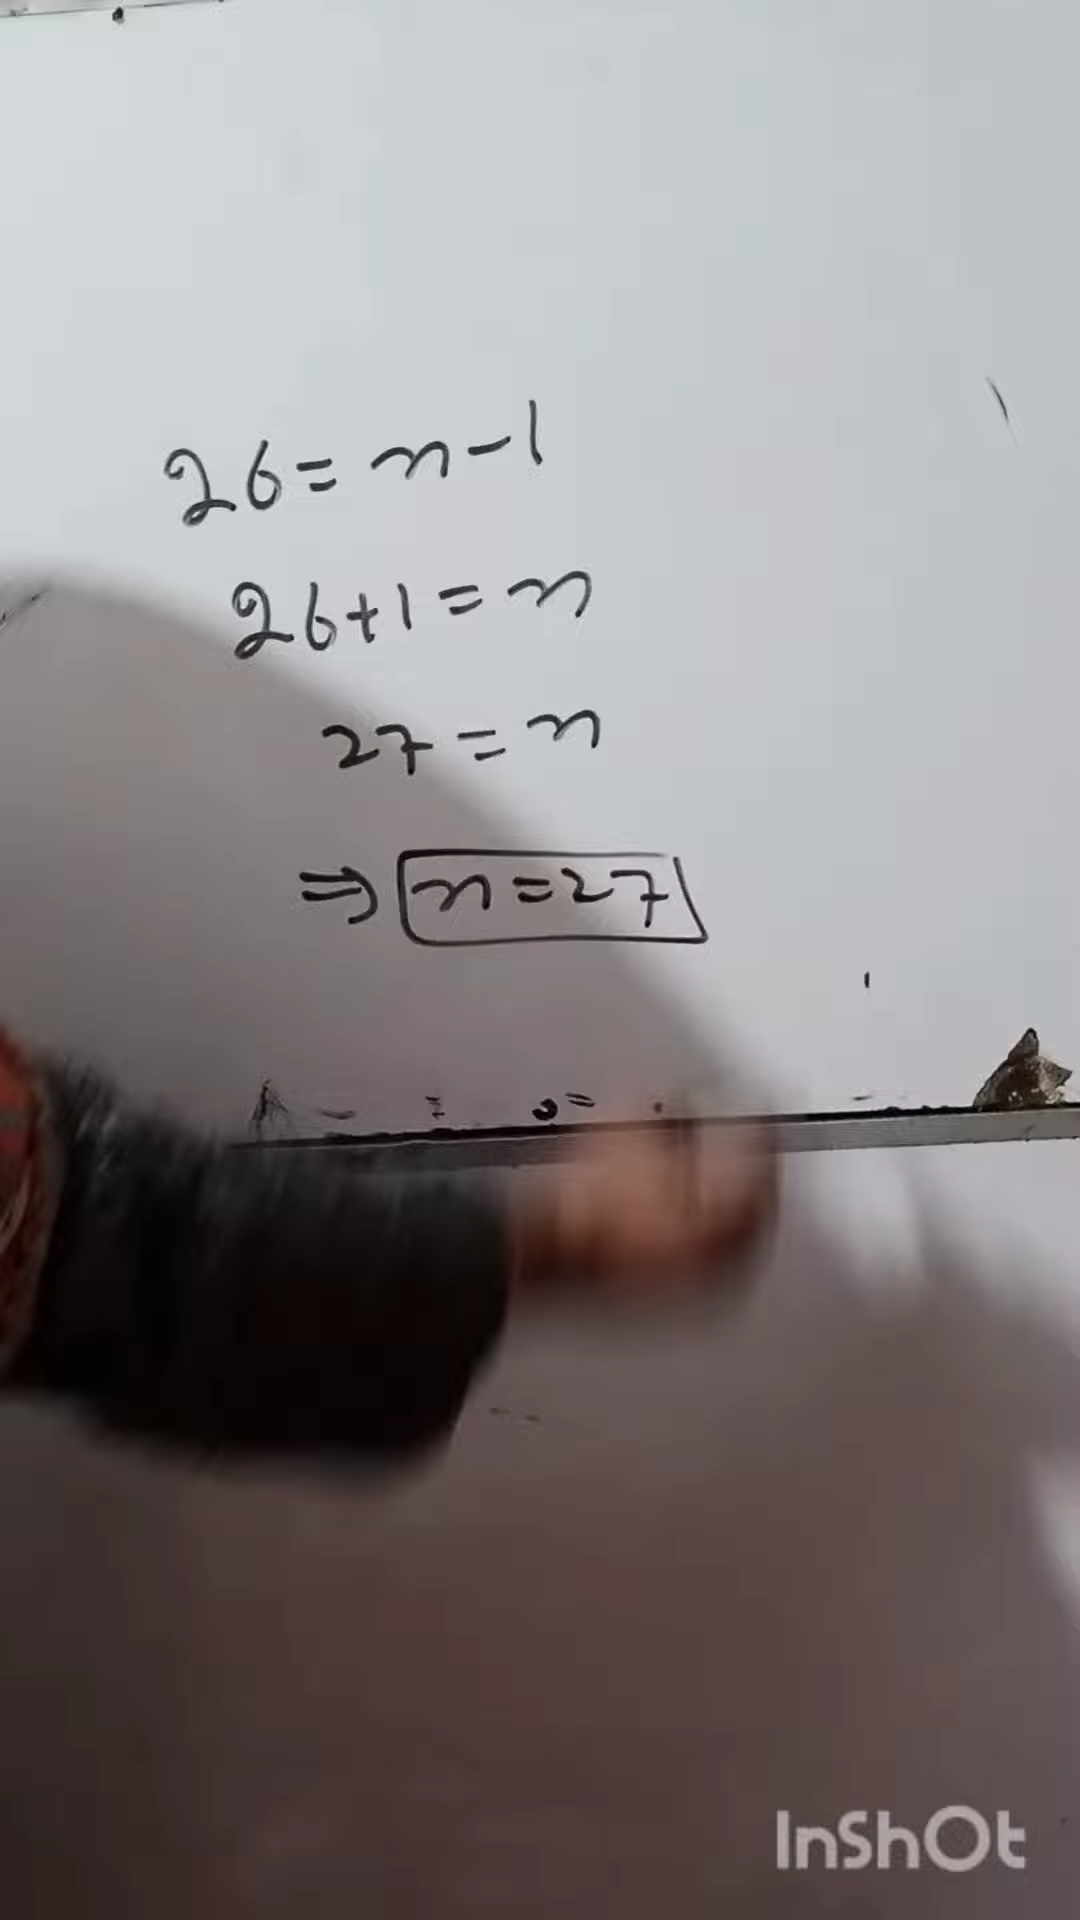 26 = n - 1
26 + 1 = n
27 = n
⇒ n = 27
InShOt